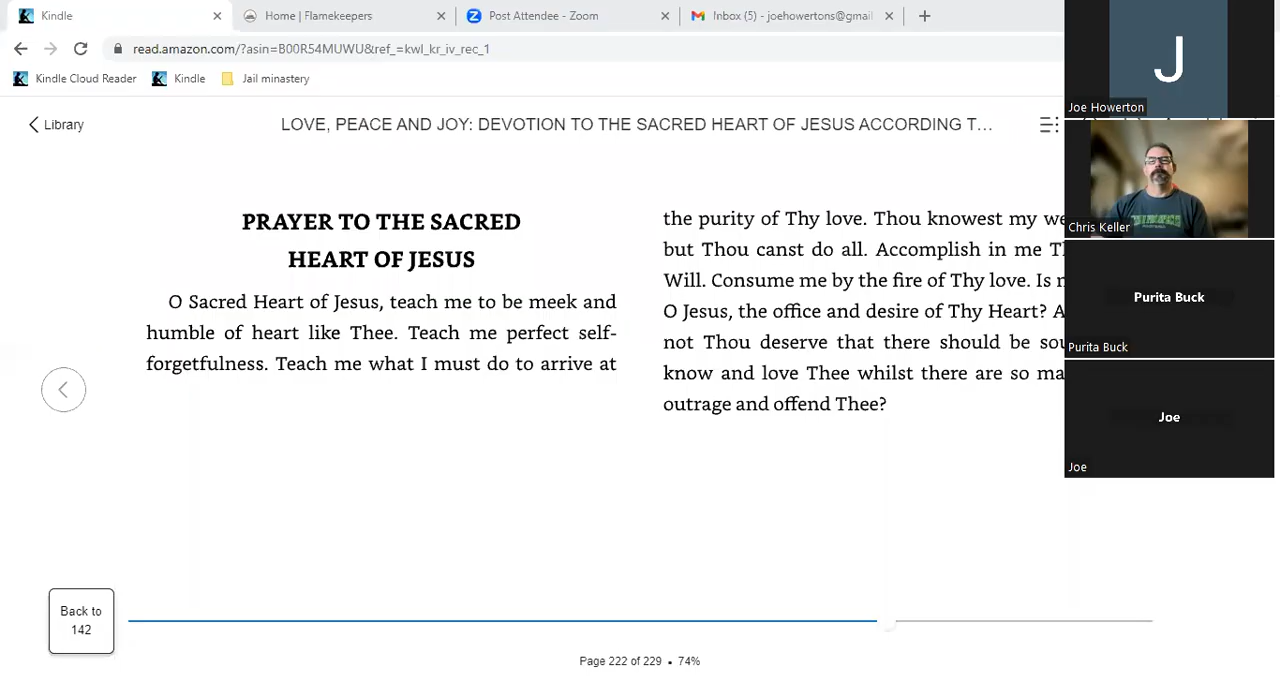 Kindle
Home | Flamekeepers
Post Attendee - Zoom
Inbox (5) - joehowertons@gmail
read.amazon.com/?asin=B00R54MUWU&ref_=kwl_kr_iv_rec_1
Kindle Cloud Reader
Kindle
Jail minastery
Library
LOVE, PEACE AND JOY: DEVOTION TO THE SACRED HEART OF JESUS ACCORDING T…
PRAYER TO THE SACRED
HEART OF JESUS
O Sacred Heart of Jesus, teach me to be meek and
humble of heart like Thee. Teach me perfect self-
forgetfulness. Teach me what I must do to arrive at
the purity of Thy love. Thou knowest my we
but Thou canst do all. Accomplish in me T
Will. Consume me by the fire of Thy love. Is
O Jesus, the office and desire of Thy Heart? A
not Thou deserve that there should be sou
know and love Thee whilst there are so ma
outrage and offend Thee?
Back to
142
Page 222 of 229 • 74%
J
Joe Howerton
Chris Keller
Purita Buck
Purita Buck
Joe
Joe